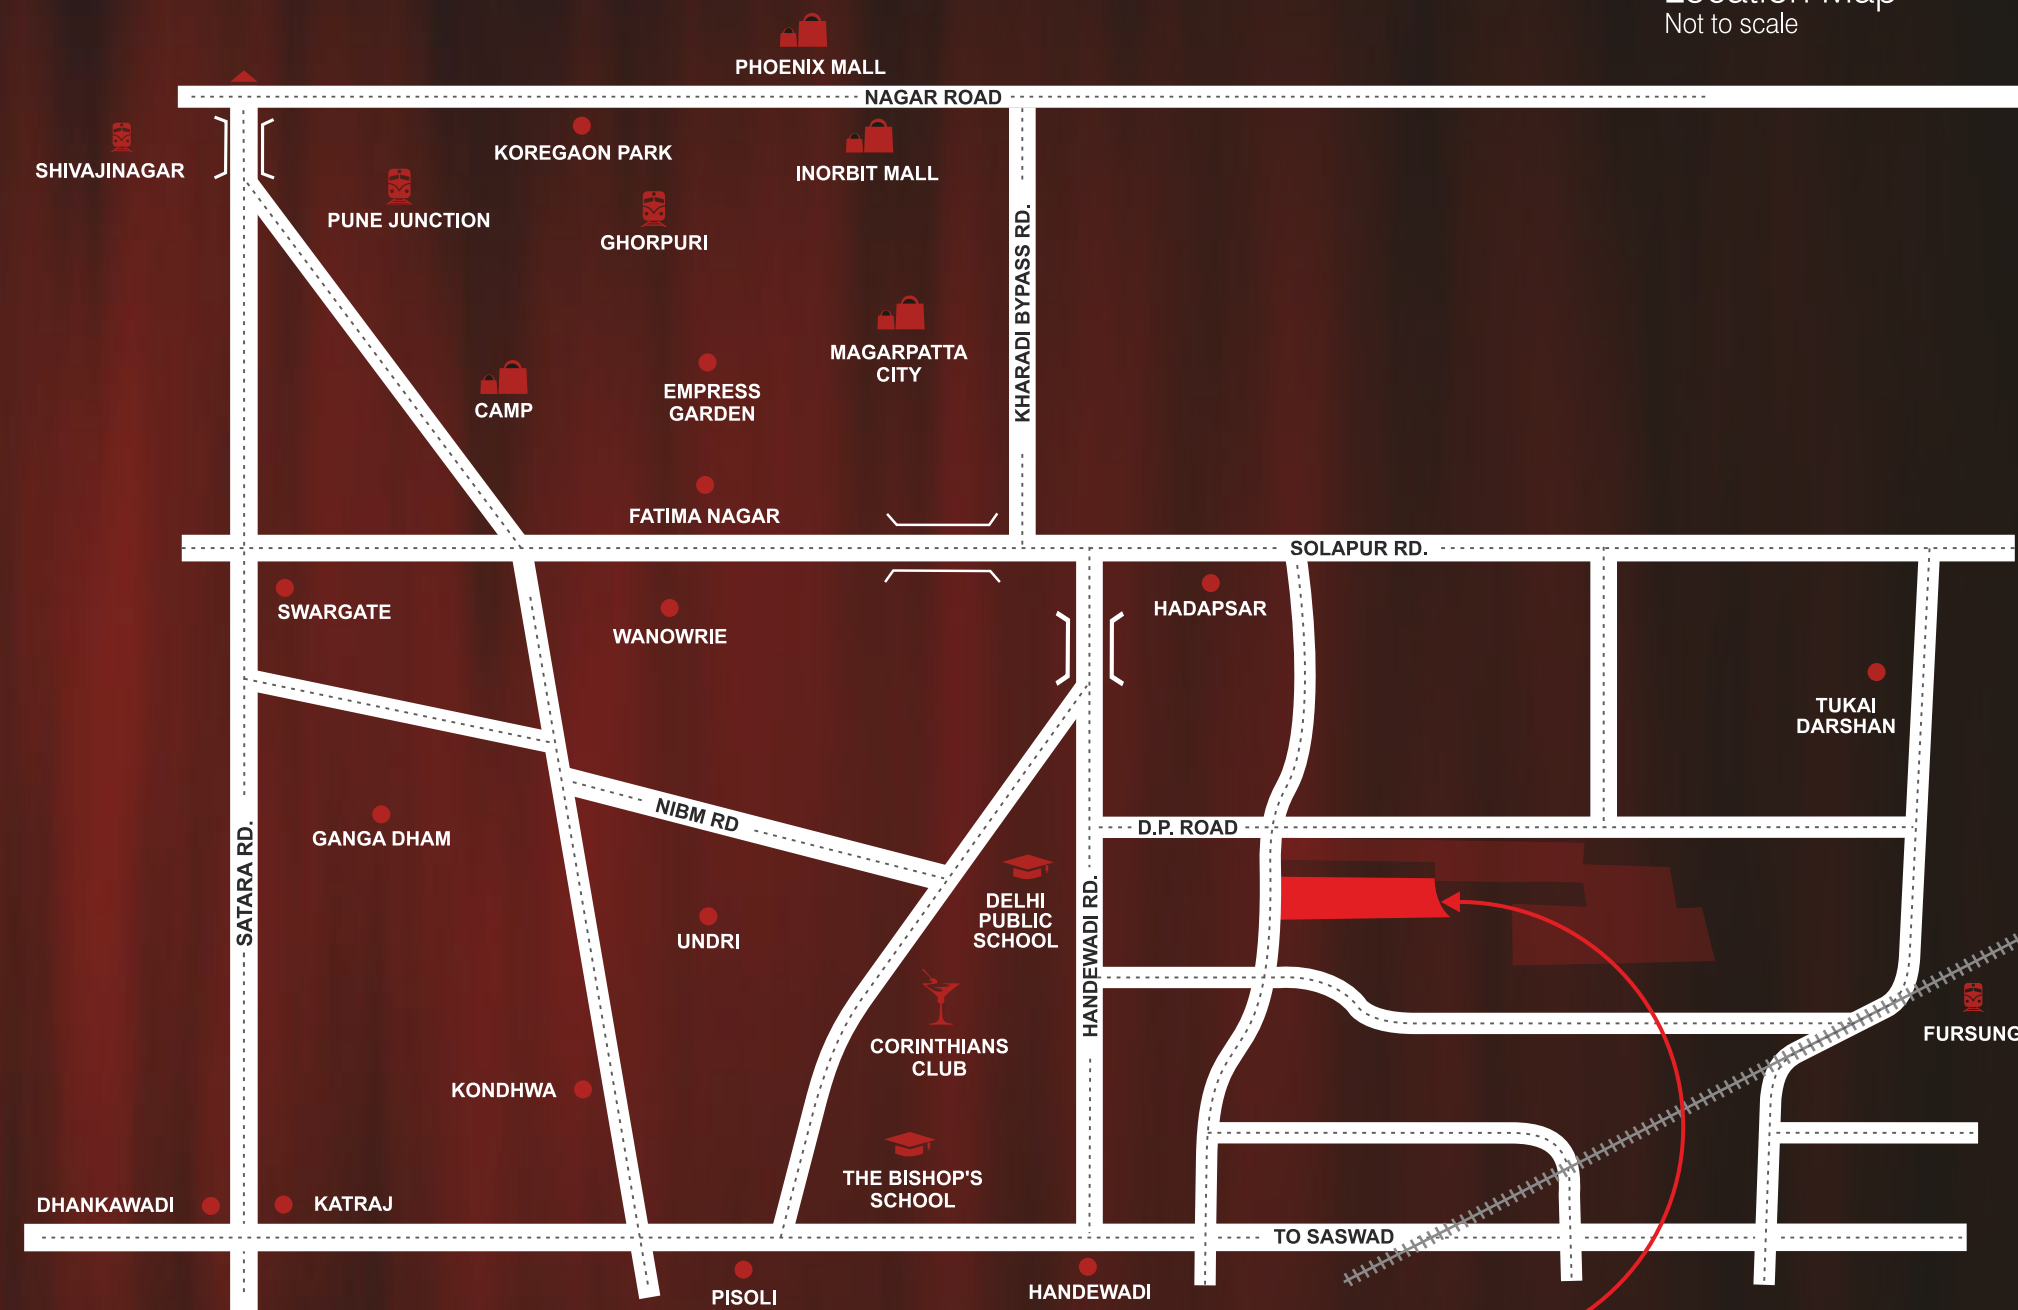 Location Map
Not to scale
PHOENIX MALL
NAGAR ROAD
SHIVAJINAGAR
KOREGAON PARK
INORBIT MALL
PUNE JUNCTION
GHORPURI
KHARADI BYPASS RD.
MAGARPATTA
CITY
CAMP
EMPRESS
GARDEN
FATIMA NAGAR
SOLAPUR RD.
SWARGATE
WANOWRIE
HADAPSAR
TUKAI
DARSHAN
NIBM RD
D.P. ROAD
GANGA DHAM
SATARA RD.
DELHI
PUBLIC
SCHOOL
HANDEWADI RD.
UNDRI
CORINTHIANS
CLUB
FURSUNG
KONDHWA
THE BISHOP'S
SCHOOL
DHANKAWADI
KATRAJ
TO SASWAD
PISOLI
HANDEWADI